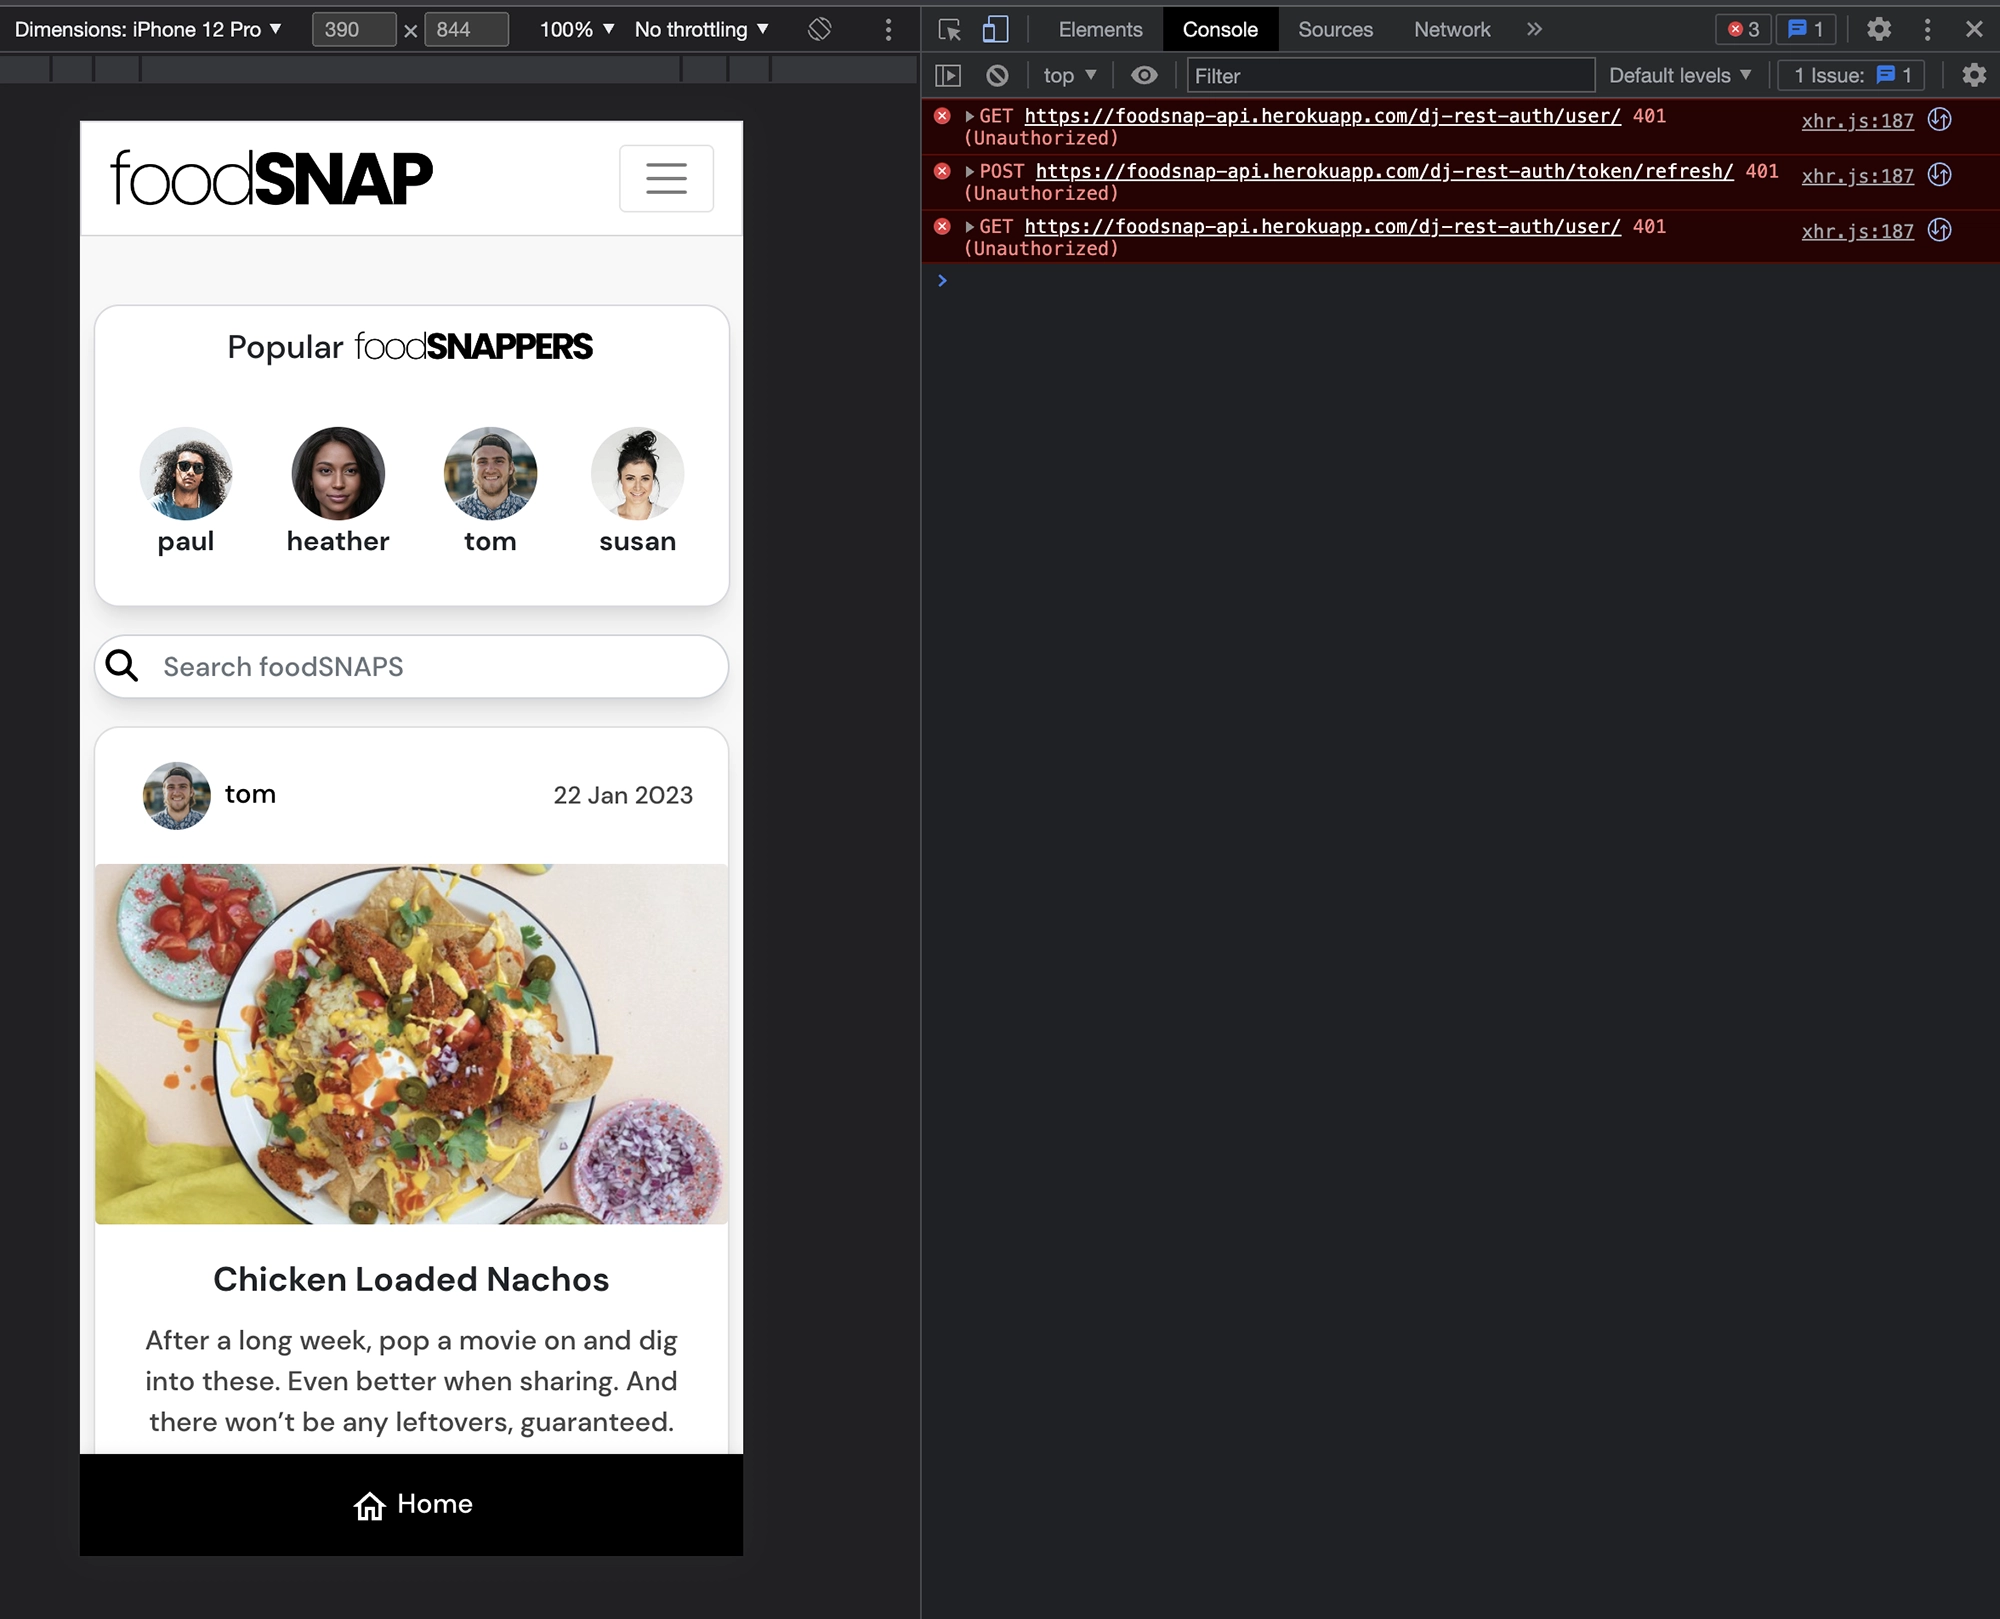 Dimensions: iPhone 12 Pro ▼ 390 × 844 100% ▼ No throttling ▼
Elements Console Sources Network » 3 1
top ▼ Filter Default levels ▼ 1 Issue: 1
GET https://foodsnap-api.herokuapp.com/dj-rest-auth/user/ 401 xhr.js:187
(Unauthorized)
POST https://foodsnap-api.herokuapp.com/dj-rest-auth/token/refresh/ 401 xhr.js:187
(Unauthorized)
GET https://foodsnap-api.herokuapp.com/dj-rest-auth/user/ 401 xhr.js:187
(Unauthorized)
foodSNAP
Popular foodSNAPPERS
paul heather tom susan
Search foodSNAPS
tom 22 Jan 2023
Chicken Loaded Nachos
After a long week, pop a movie on and dig
into these. Even better when sharing. And
there won’t be any leftovers, guaranteed.
Home